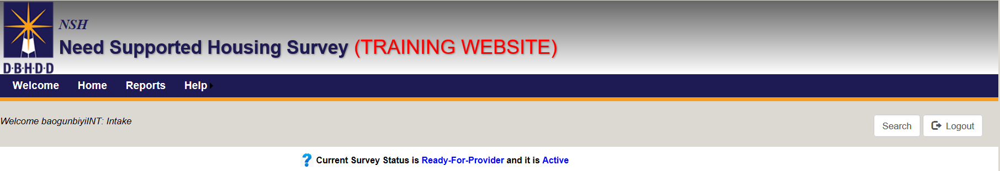 NSH
Need Supported Housing Survey (TRAINING WEBSITE)
D·B·H·D·D
Welcome Home Reports Help
Welcome baogunbiyiINT: Intake
Search Logout
Current Survey Status is Ready-For-Provider and it is Active